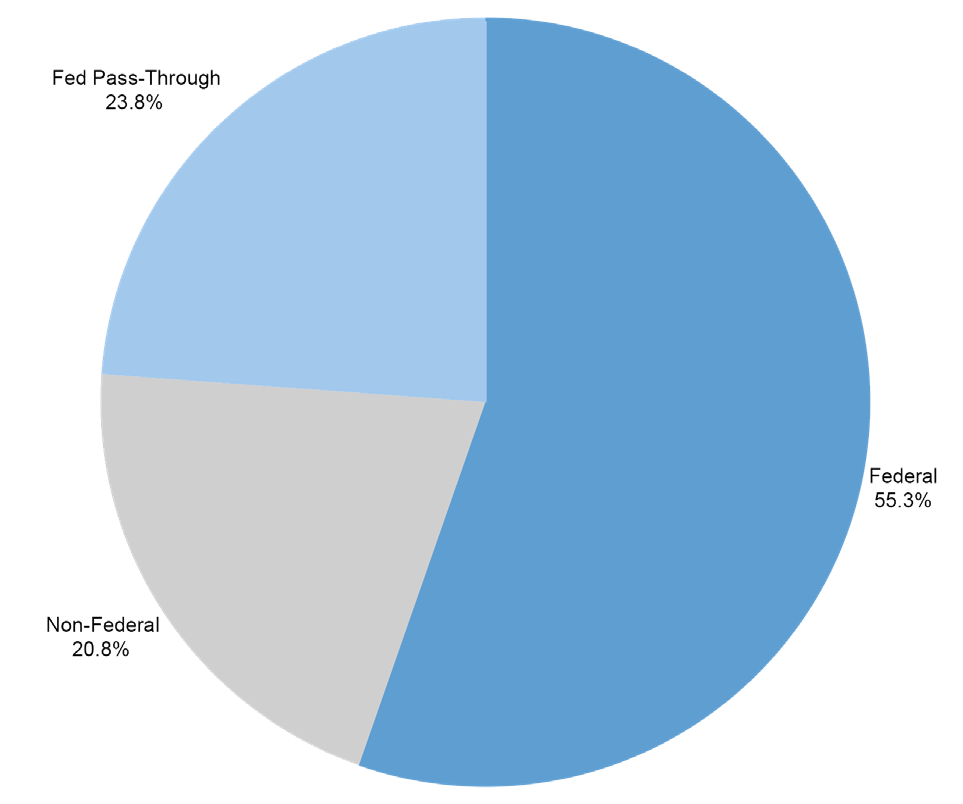 Fed Pass-Through
23.8%
Federal
55.3%
Non-Federal
20.8%